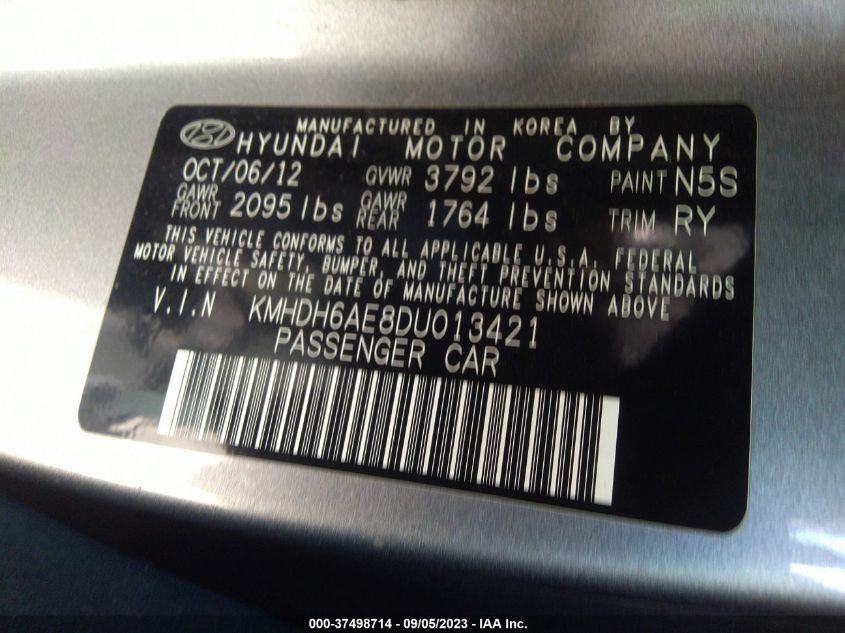 MANUFACTURED IN KOREA BY
HYUNDAI MOTOR COMPANY
OCT/06/12 GVWR 3792 lbs PAINT N5S
GAWR FRONT 2095 lbs GAWR REAR 1764 lbs TRIM RY
THIS VEHICLE CONFORMS TO ALL APPLICABLE U.S.A. FEDERAL
MOTOR VEHICLE SAFETY, BUMPER, AND THEFT PREVENTION STANDARDS
IN EFFECT ON THE DATE OF MANUFACTURE SHOWN ABOVE
V.I.N KMHDH6AE8DU013421
PASSENGER CAR
000-37498714 - 09/05/2023 - IAA Inc.